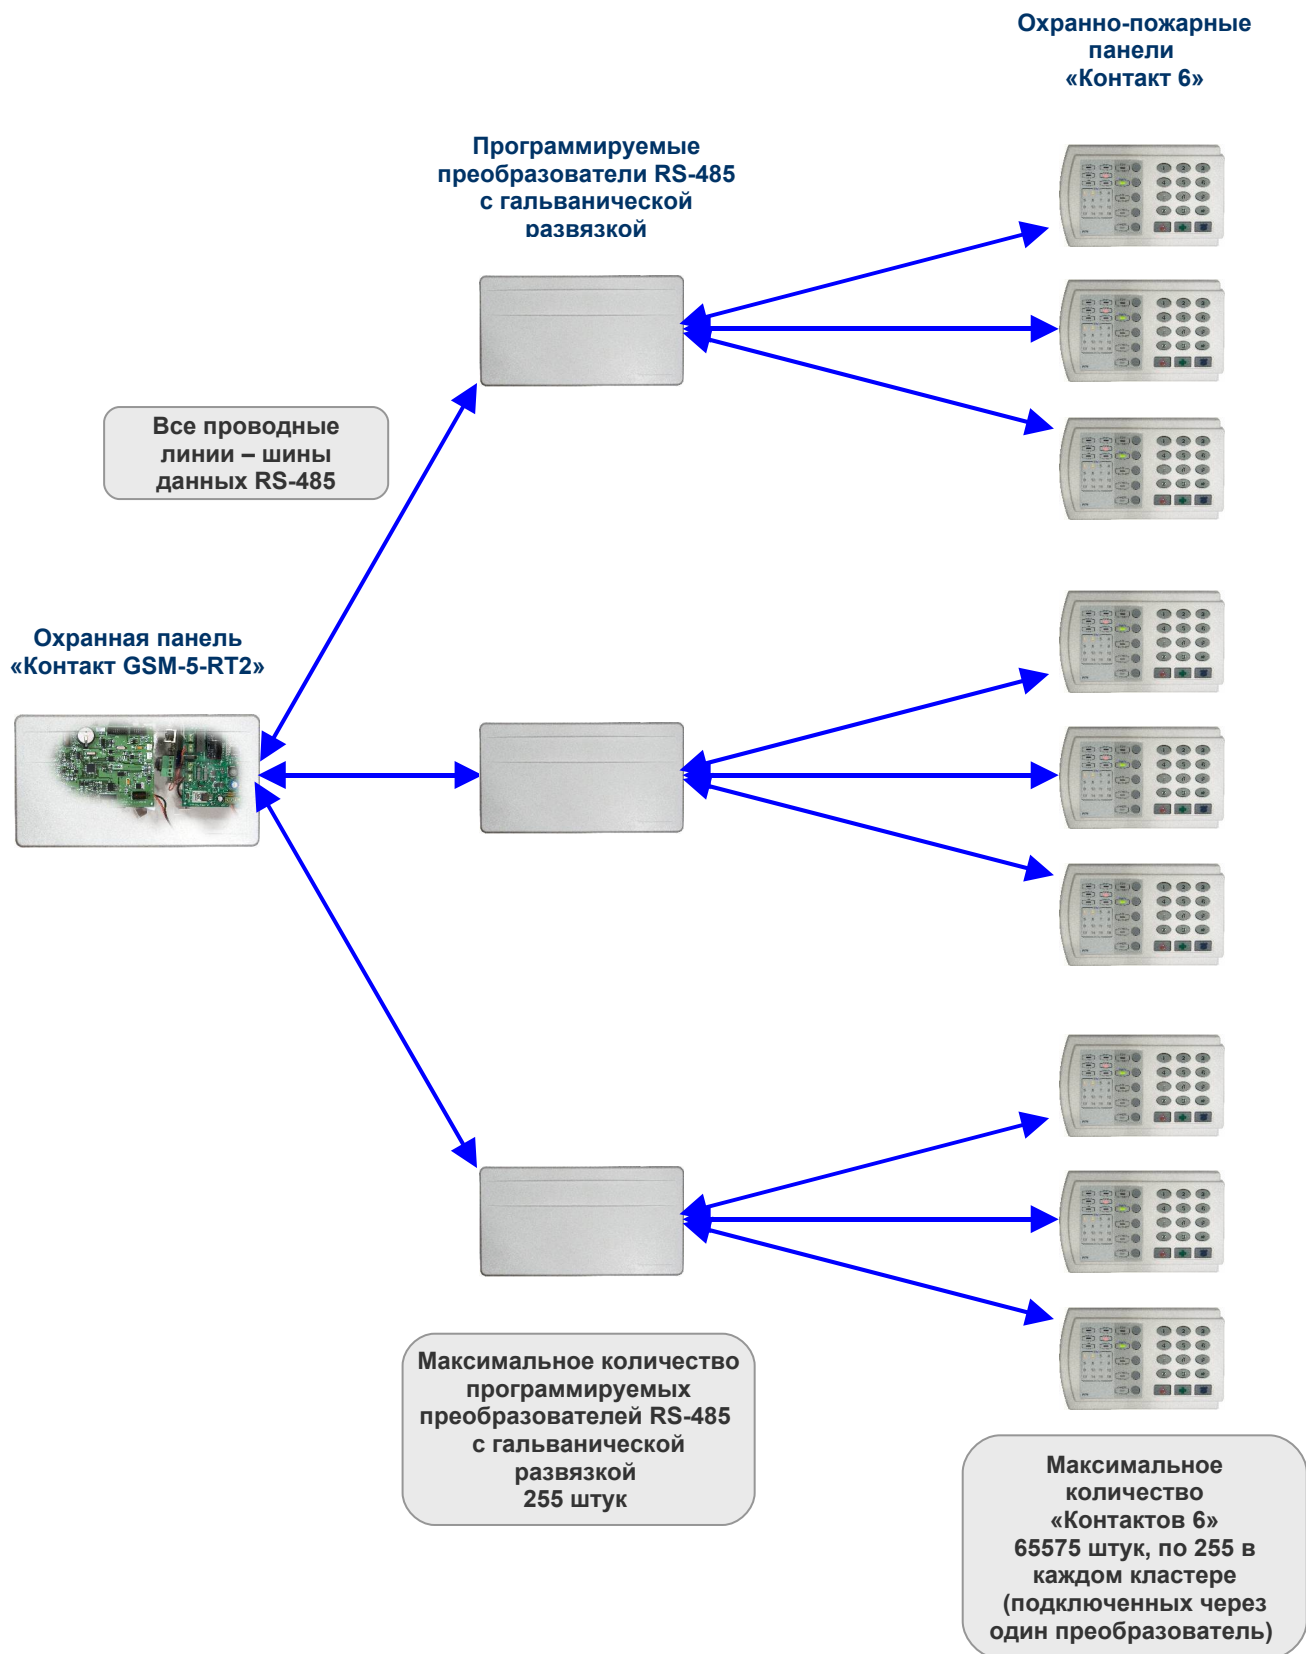 Охранно-пожарные
панели
«Контакт 6»
Программируемые
преобразователи RS-485
с гальванической
развязкой
Все проводные
линии – шины
данных RS-485
Охранная панель
«Контакт GSM-5-RT2»
Максимальное количество
программируемых
преобразователей RS-485
с гальванической
развязкой
255 штук
Максимальное
количество
«Контактов 6»
65575 штук, по 255 в
каждом кластере
(подключенных через
один преобразователь)